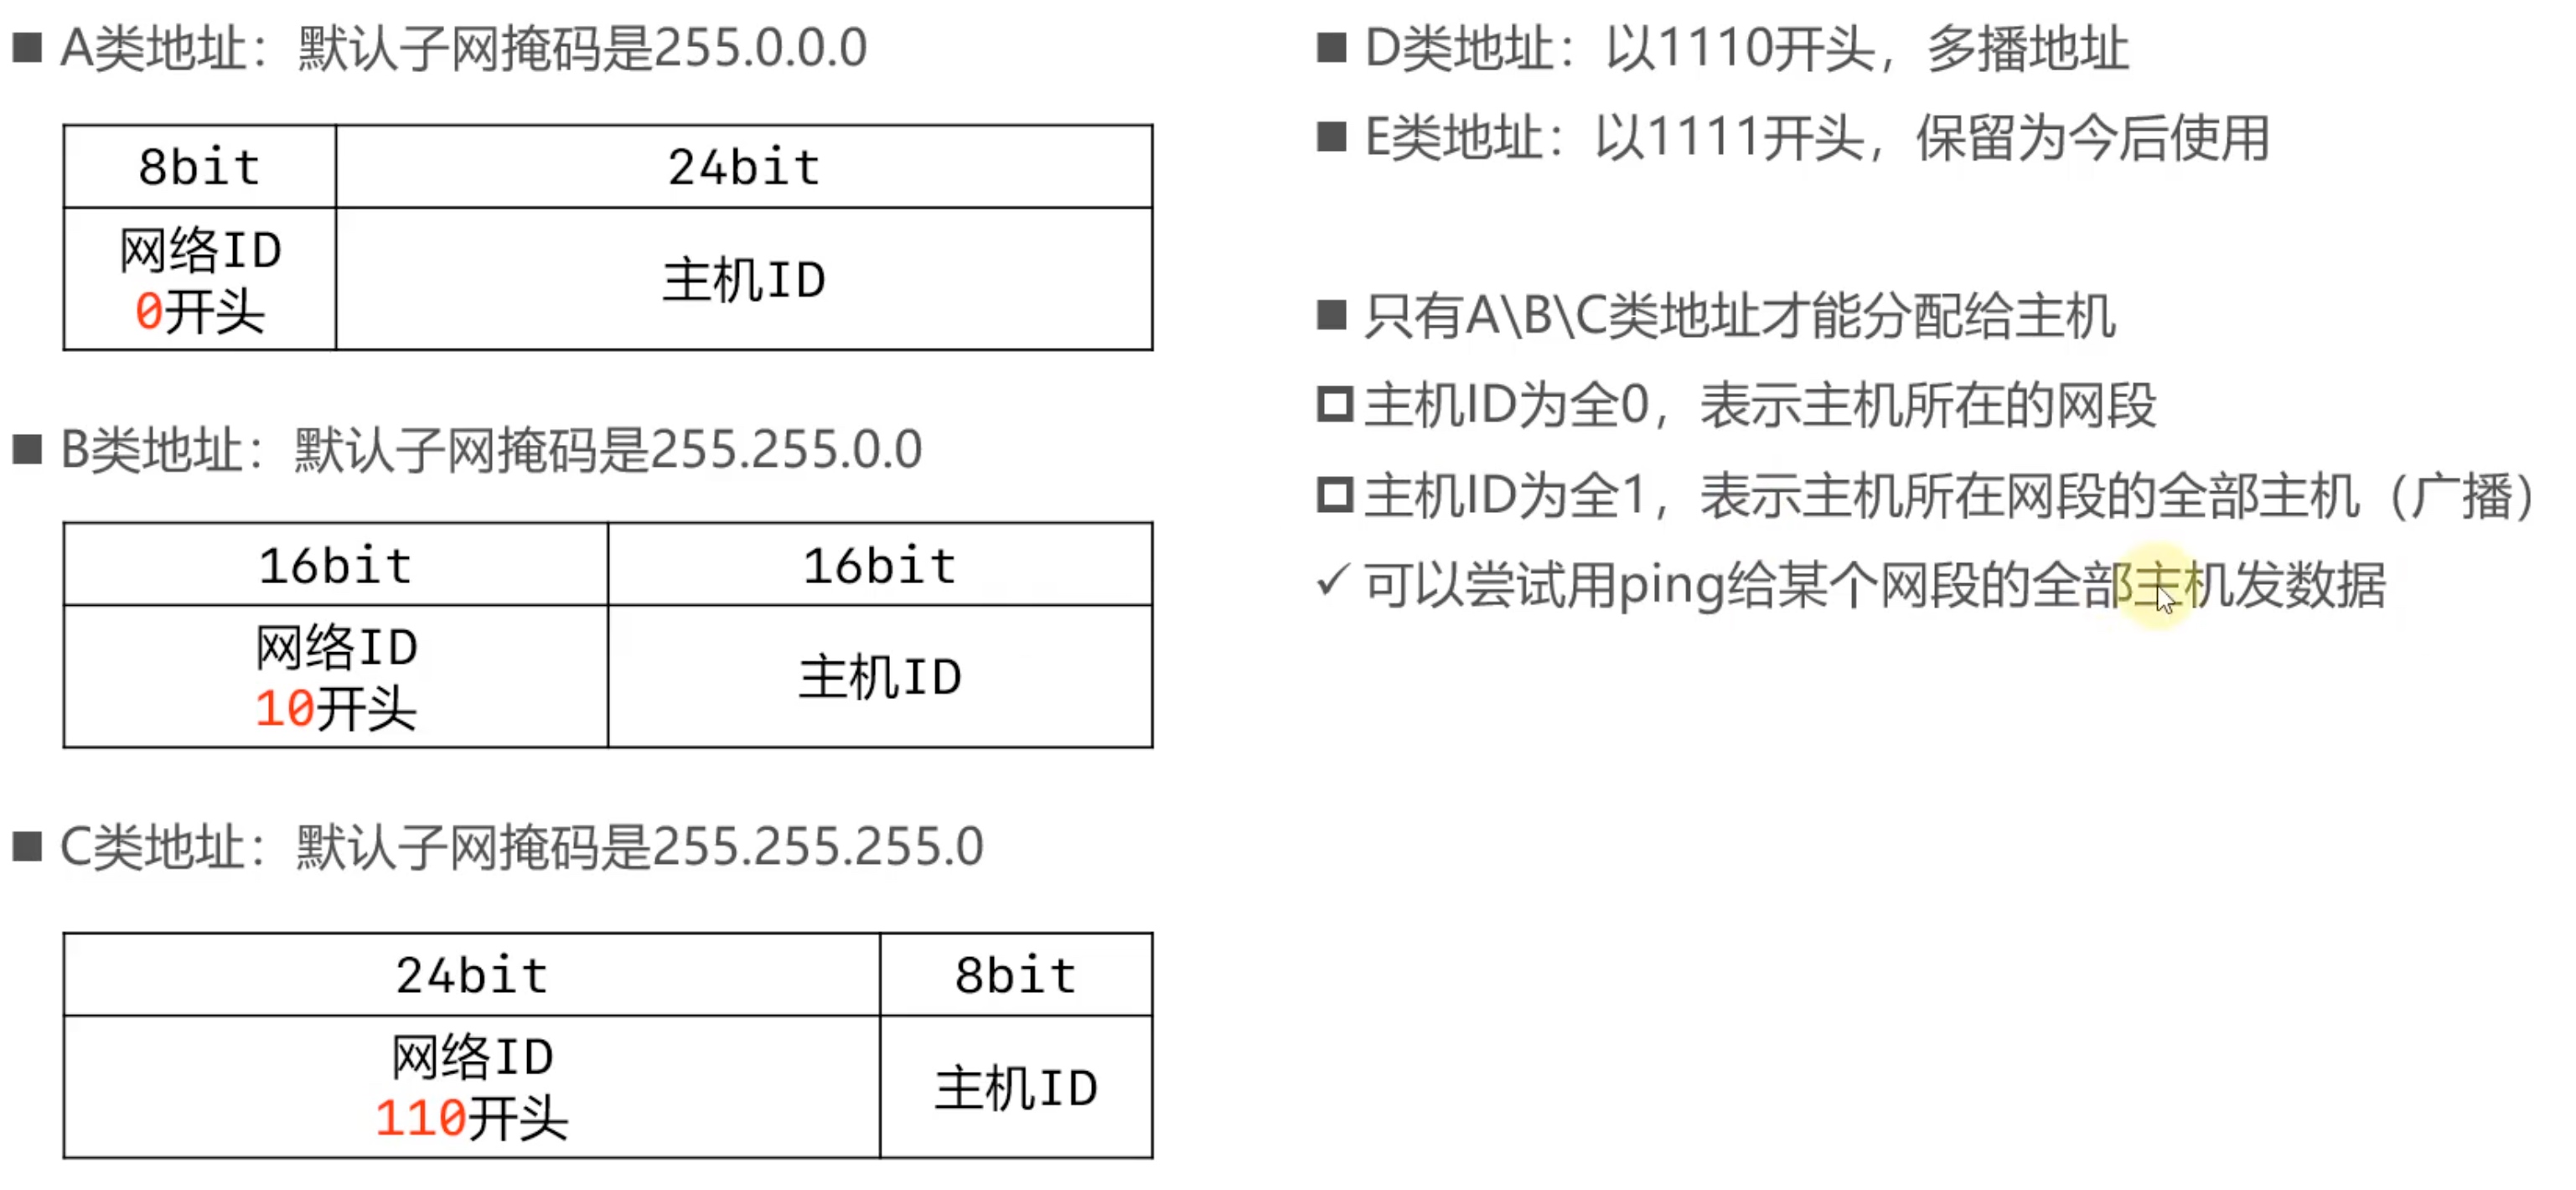 A类地址：默认子网掩码是255.0.0.0
8bit
24bit
网络ID
0开头
主机ID
B类地址：默认子网掩码是255.255.0.0
16bit
16bit
网络ID
10开头
主机ID
C类地址：默认子网掩码是255.255.255.0
24bit
8bit
网络ID
110开头
主机ID
D类地址：以1110开头，多播地址
E类地址：以1111开头，保留为今后使用
只有A\B\C类地址才能分配给主机
主机ID为全0，表示主机所在的网段
主机ID为全1，表示主机所在网段的全部主机（广播）
可以尝试用ping给某个网段的全部主机发数据